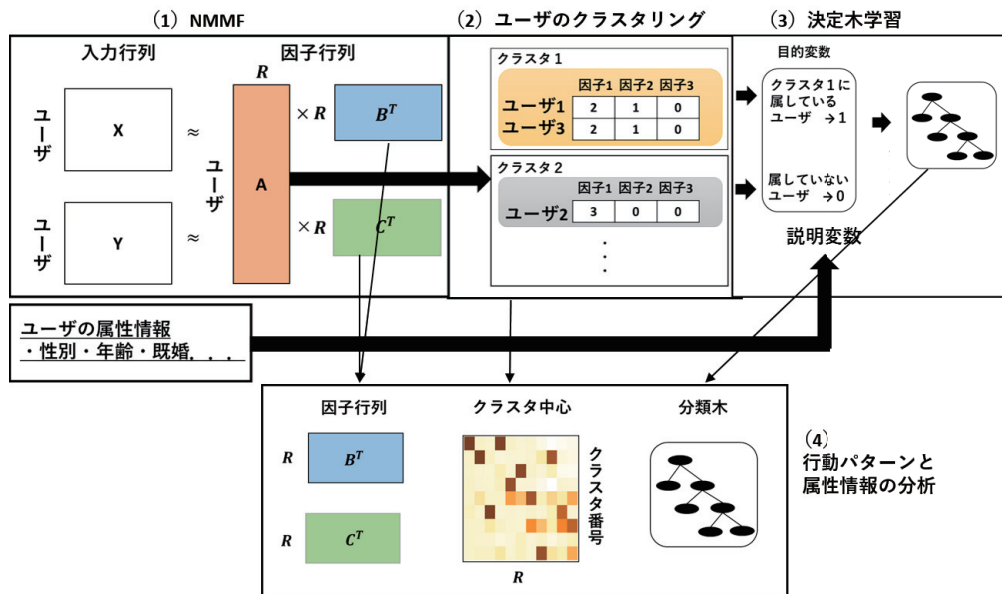 (1) NMMF
(2) ユーザのクラスタリング
(3) 決定木学習
入力行列
因子行列
R
ユーザ
X
≈
ユーザ
A
× R
B^T
ユーザ
Y
≈
× R
C^T
クラスタ1
因子1 因子2 因子3
ユーザ1 2 1 0
ユーザ3 2 1 0
クラスタ2
因子1 因子2 因子3
ユーザ2 3 0 0
・
・
・
目的変数
クラスタ1に
属している
ユーザ →1
属していない
ユーザ →0
説明変数
ユーザの属性情報
・性別・年齢・既婚. . .
因子行列
クラスタ中心
分類木
R
B^T
R
C^T
クラスタ番号
R
(4)
行動パターンと
属性情報の分析